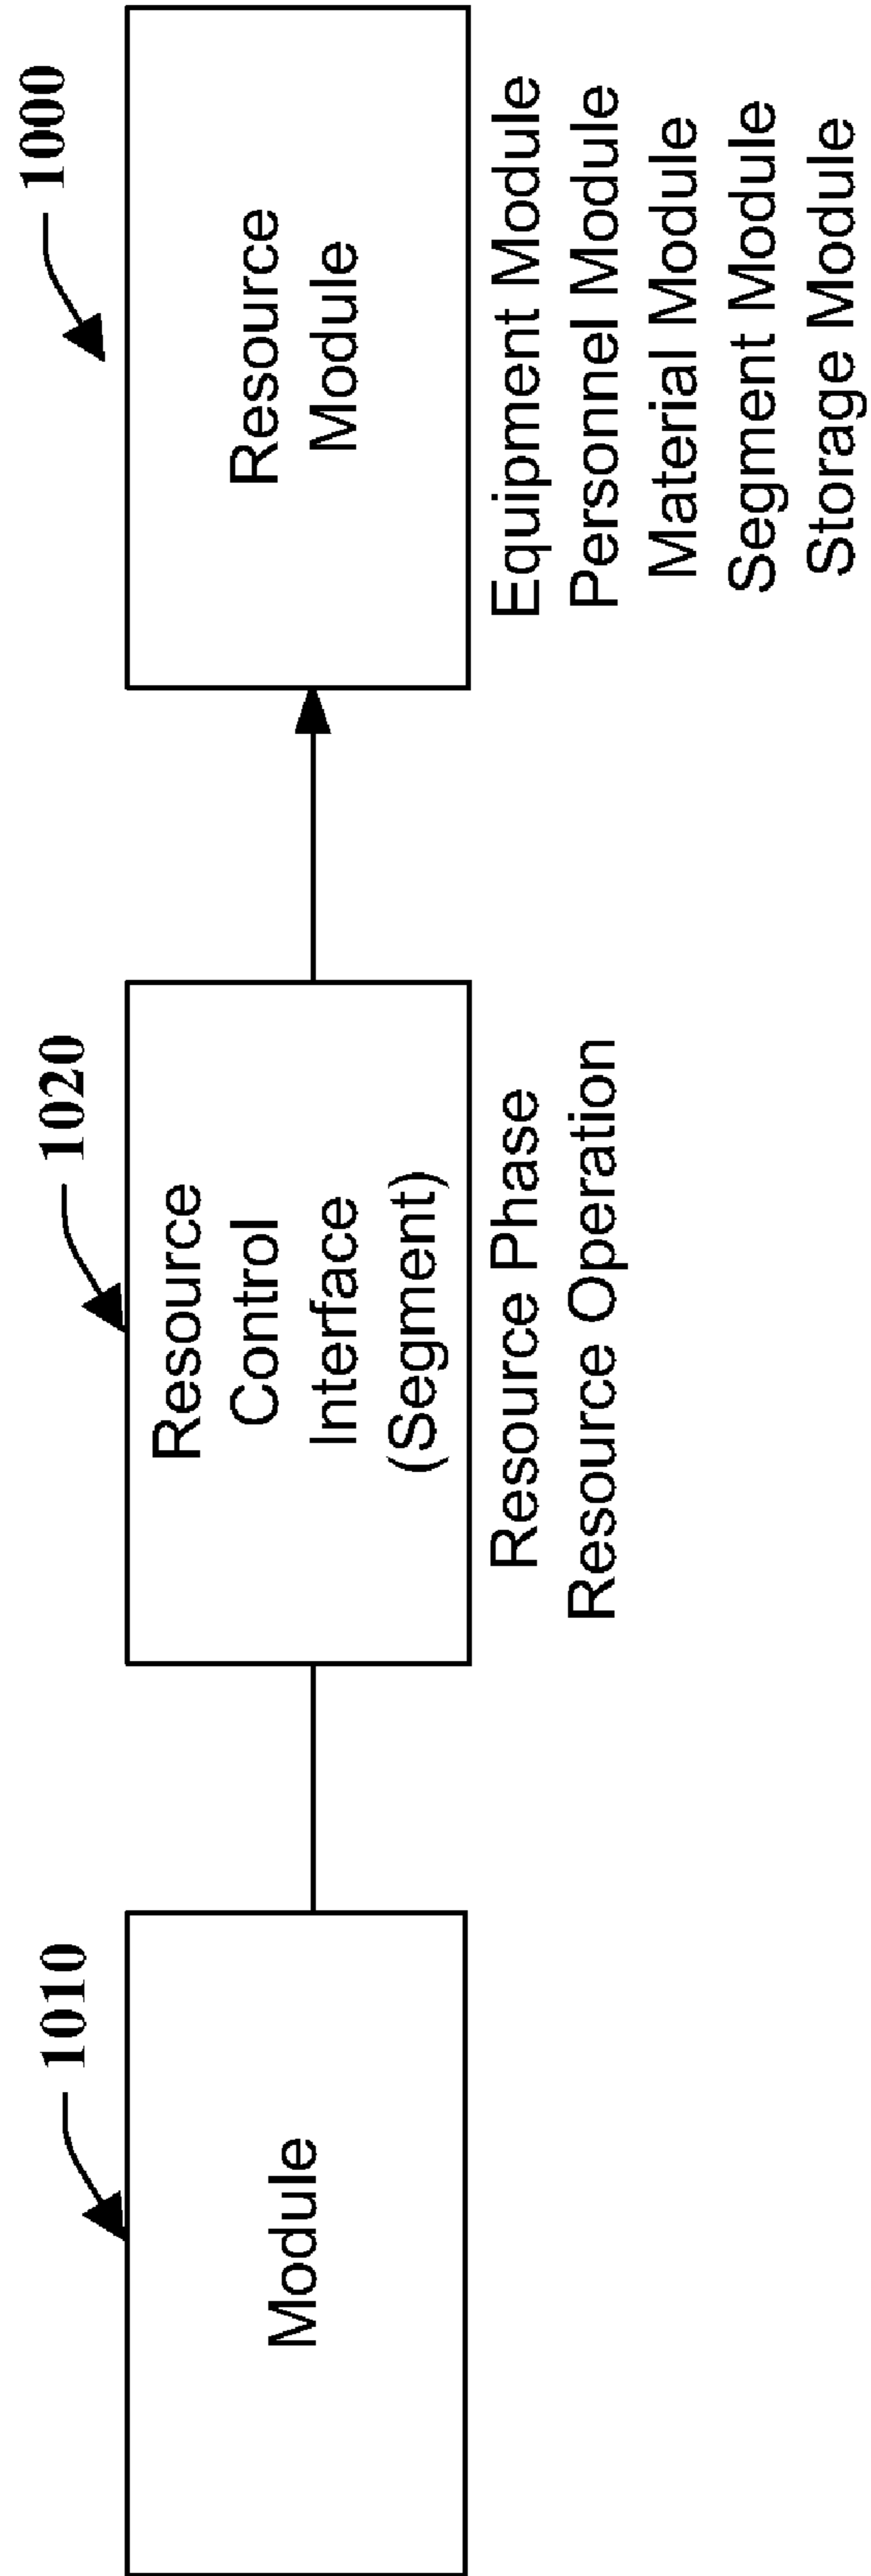 1010
Module
1020
Resource
Control
Interface
(Segment)
Resource Phase
Resource Operation
1000
Resource
Module
Equipment Module
Personnel Module
Material Module
Segment Module
Storage Module